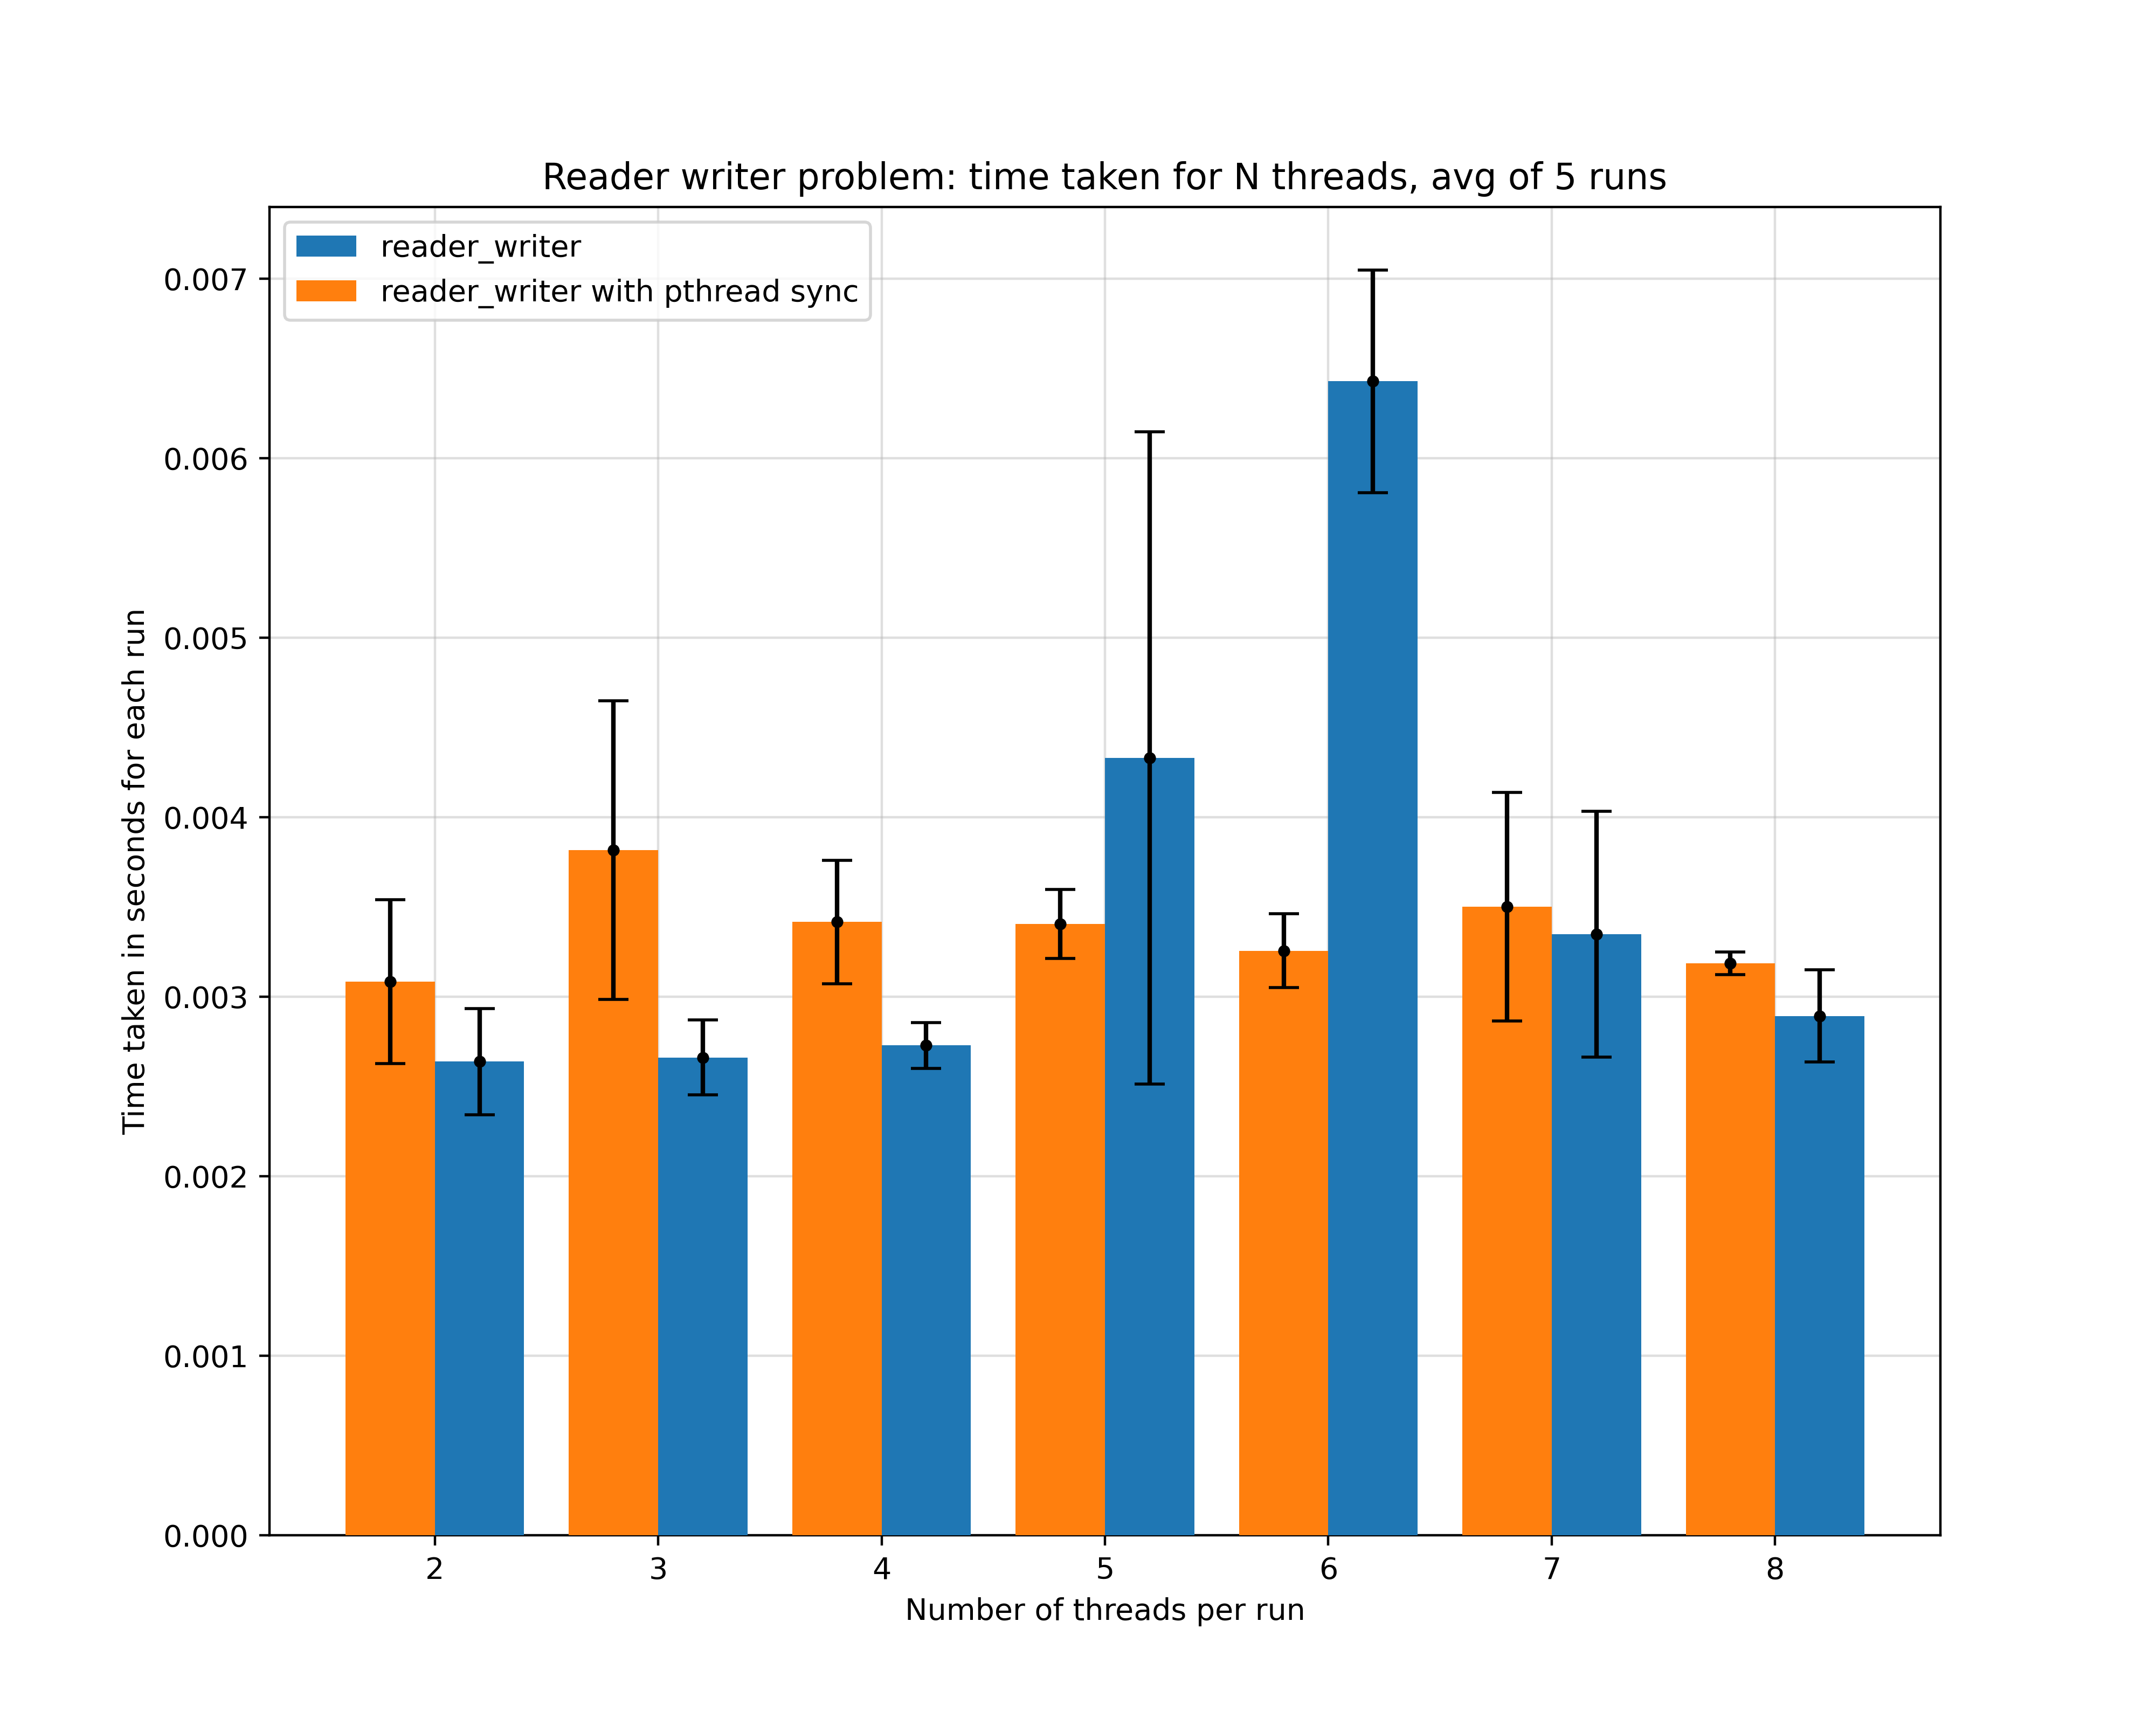 Reader writer problem: time taken for N threads, avg of 5 runs
reader_writer
reader_writer with pthread sync
0.007
0.006
0.005
0.004
0.003
0.002
0.001
0.000
Time taken in seconds for each run
2 3 4 5 6 7 8
Number of threads per run